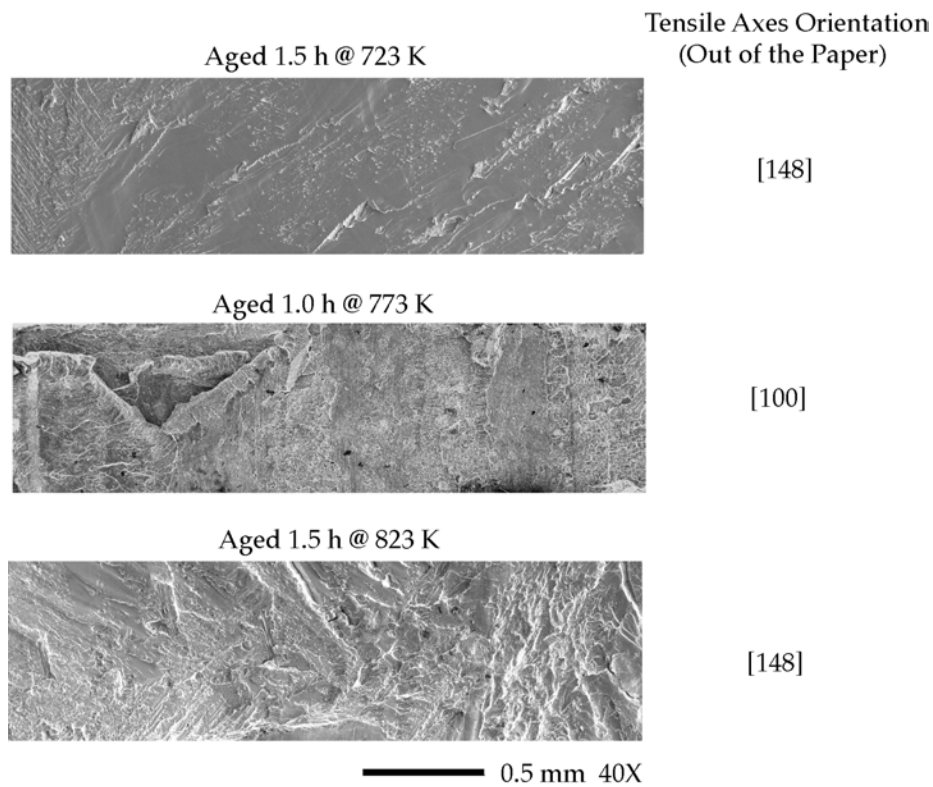 Tensile Axes Orientation
(Out of the Paper)
Aged 1.5 h @ 723 K
[148]
Aged 1.0 h @ 773 K
[100]
Aged 1.5 h @ 823 K
[148]
0.5 mm 40X